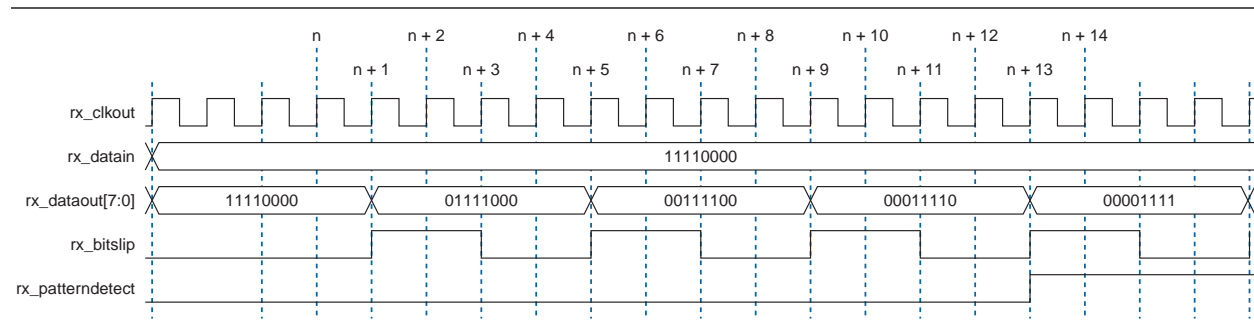 n n + 2 n + 4 n + 6 n + 8 n + 10 n + 12 n + 14
n + 1 n + 3 n + 5 n + 7 n + 9 n + 11 n + 13
rx_clkout
rx_datain 11110000
rx_dataout[7:0] 11110000 01111000 00111100 00011110 00001111
rx_bitslip
rx_patterndetect